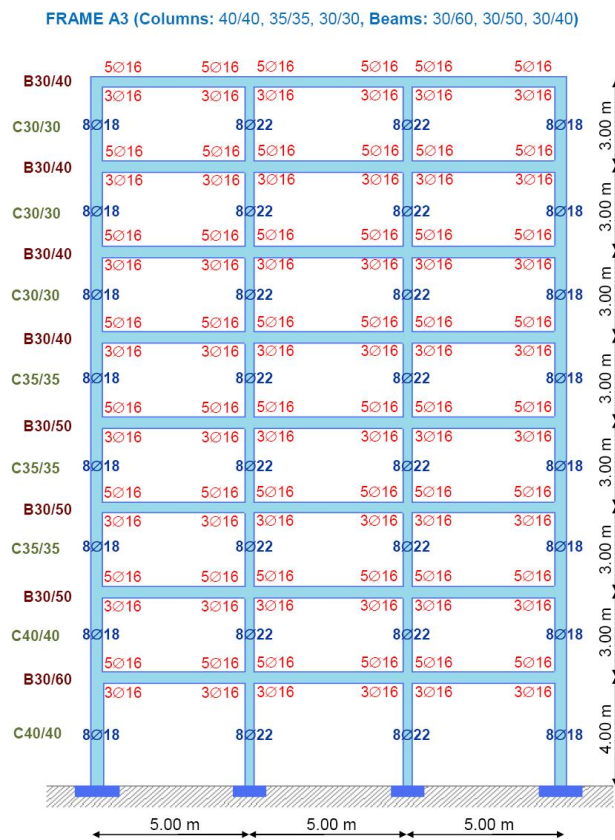 FRAME A3 (Columns: 40/40, 35/35, 30/30, Beams: 30/60, 30/50, 30/40)
5∅16 5∅16 5∅16 5∅16 5∅16 5∅16
B30/40
3∅16 3∅16 3∅16 3∅16 3∅16 3∅16
C30/30 8∅18 8∅22 8∅22 8∅18 3.00 m
5∅16 5∅16 5∅16 5∅16 5∅16 5∅16
B30/40
3∅16 3∅16 3∅16 3∅16 3∅16 3∅16
C30/30 8∅18 8∅22 8∅22 8∅18 3.00 m
5∅16 5∅16 5∅16 5∅16 5∅16 5∅16
B30/40
3∅16 3∅16 3∅16 3∅16 3∅16 3∅16
C30/30 8∅18 8∅22 8∅22 8∅18 3.00 m
5∅16 5∅16 5∅16 5∅16 5∅16 5∅16
B30/40
3∅16 3∅16 3∅16 3∅16 3∅16 3∅16
C35/35 8∅18 8∅22 8∅22 8∅18 3.00 m
5∅16 5∅16 5∅16 5∅16 5∅16 5∅16
B30/50
3∅16 3∅16 3∅16 3∅16 3∅16 3∅16
C35/35 8∅18 8∅22 8∅22 8∅18 3.00 m
5∅16 5∅16 5∅16 5∅16 5∅16 5∅16
B30/50
3∅16 3∅16 3∅16 3∅16 3∅16 3∅16
C35/35 8∅18 8∅22 8∅22 8∅18 3.00 m
5∅16 5∅16 5∅16 5∅16 5∅16 5∅16
B30/50
3∅16 3∅16 3∅16 3∅16 3∅16 3∅16
C40/40 8∅18 8∅22 8∅22 8∅18 3.00 m
5∅16 5∅16 5∅16 5∅16 5∅16 5∅16
B30/60
3∅16 3∅16 3∅16 3∅16 3∅16 3∅16
C40/40 8∅18 8∅22 8∅22 8∅18 4.00 m
5.00 m 5.00 m 5.00 m